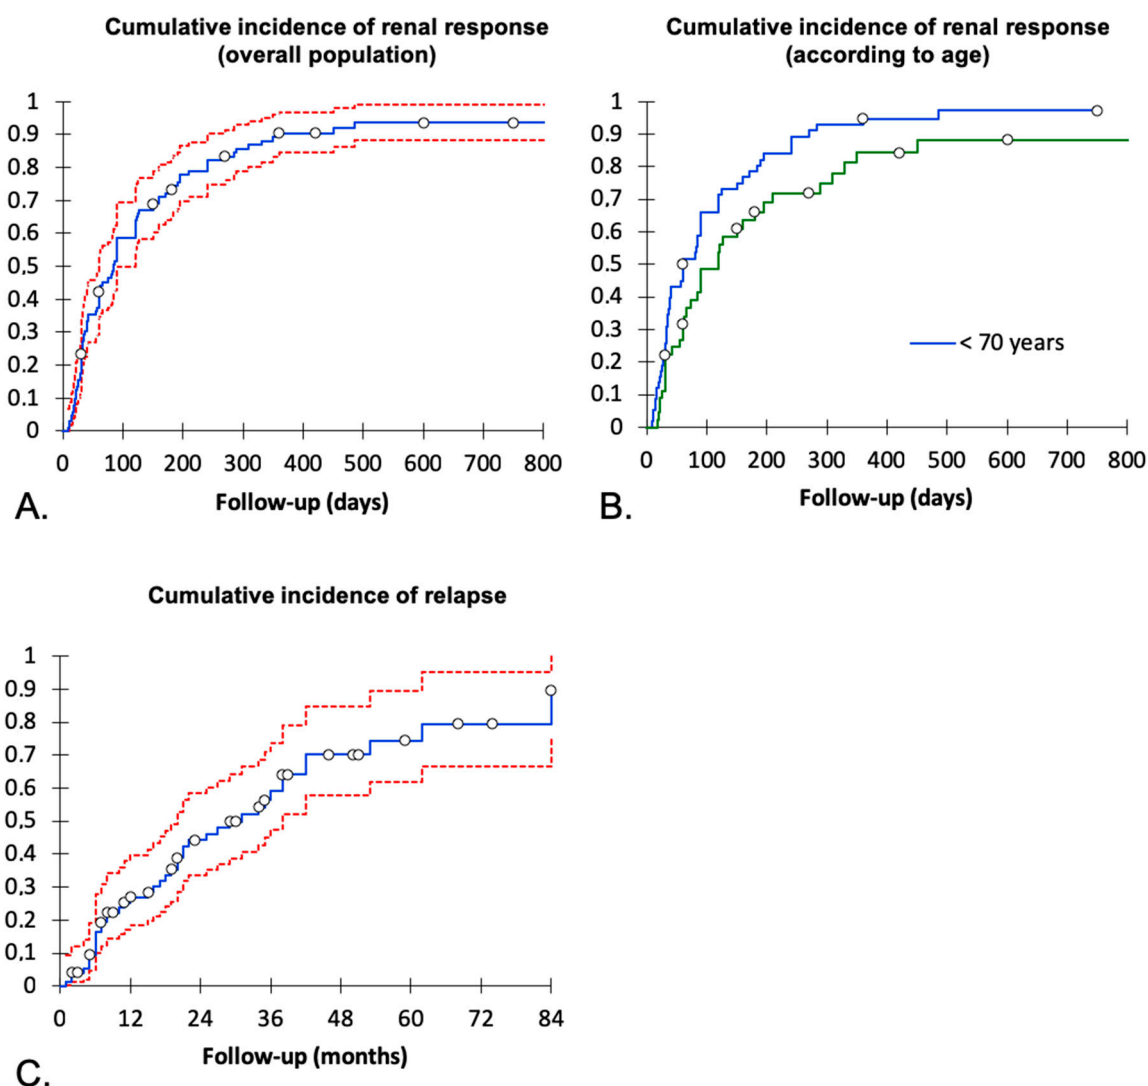 Cumulative incidence of renal response
(overall population)
1
0.9
0.8
0.7
0.6
0.5
0.4
0.3
0.2
0.1
0
0 100 200 300 400 500 600 700 800
Follow-up (days)
A.
Cumulative incidence of renal response
(according to age)
1
0.9
0.8
0.7
0.6
0.5
0.4
0.3
0.2
0.1
0
< 70 years
0 100 200 300 400 500 600 700 800
Follow-up (days)
B.
Cumulative incidence of relapse
1
0.9
0.8
0.7
0.6
0.5
0.4
0.3
0.2
0.1
0
0 12 24 36 48 60 72 84
Follow-up (months)
C.